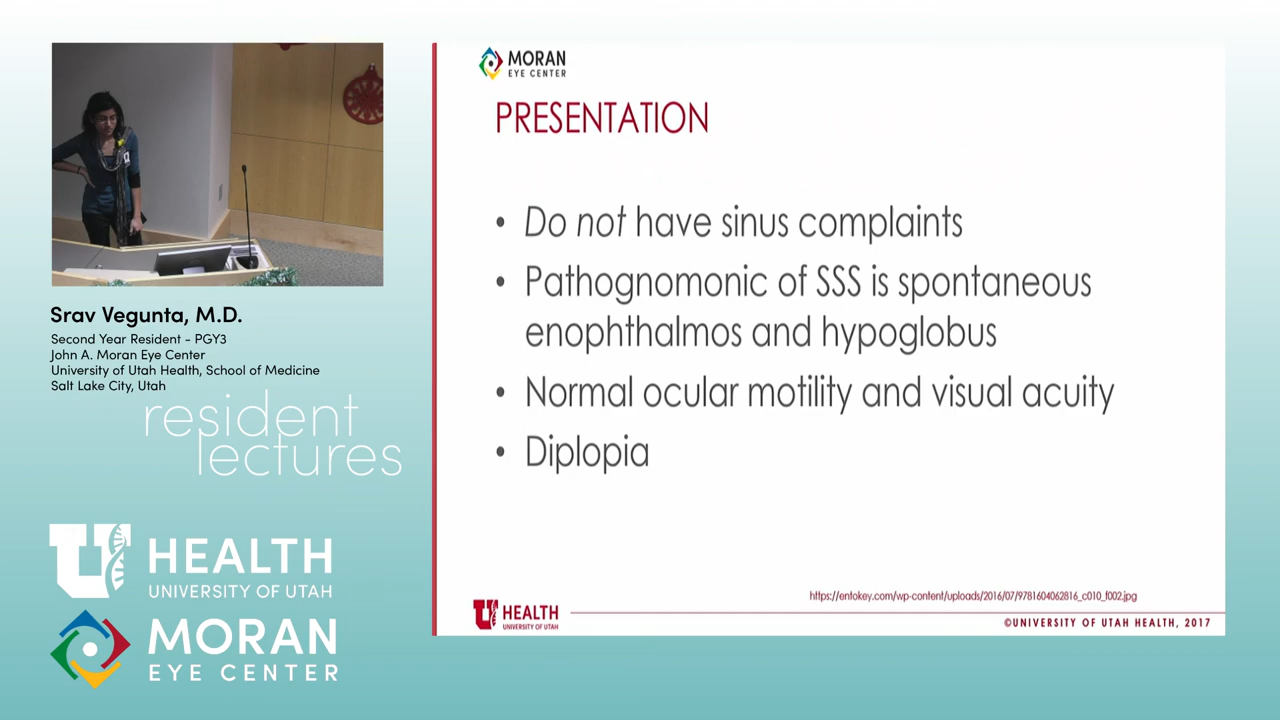 Srav Vegunta, M.D.
Second Year Resident - PGY3
John A. Moran Eye Center
University of Utah Health, School of Medicine
Salt Lake City, Utah
resident
lectures
U HEALTH
UNIVERSITY OF UTAH
MORAN
EYE CENTER
MORAN
EYE CENTER
PRESENTATION
• Do not have sinus complaints
• Pathognomonic of SSS is spontaneous
enophthalmos and hypoglobus
• Normal ocular motility and visual acuity
• Diplopia
https://entokey.com/wp-content/uploads/2016/07/9781604062816_c010_f002.jpg
U HEALTH
UNIVERSITY OF UTAH
©UNIVERSITY OF UTAH HEALTH, 2017